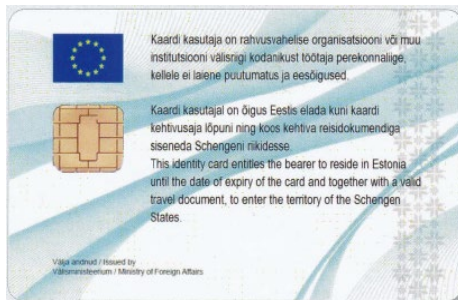 Kaardi kasutaja on rahvusvahelise organisatsiooni või muu
institutsiooni välisriigi kodanikust töötaja perekonnaliige,
kellele ei laiene puutumatus ja eesõigused.
Kaardi kasutajal on õigus Eestis elada kuni kaardi
kehtivusaja lõpuni ning koos kehtiva reisidokumendiga
siseneda Schengeni riikidesse.
This identity card entitles the bearer to reside in Estonia
until the date of expiry of the card and together with a valid
travel document, to enter the territory of the Schengen
States.
Välja andnud / Issued by
Välisministeerium / Ministry of Foreign Affairs